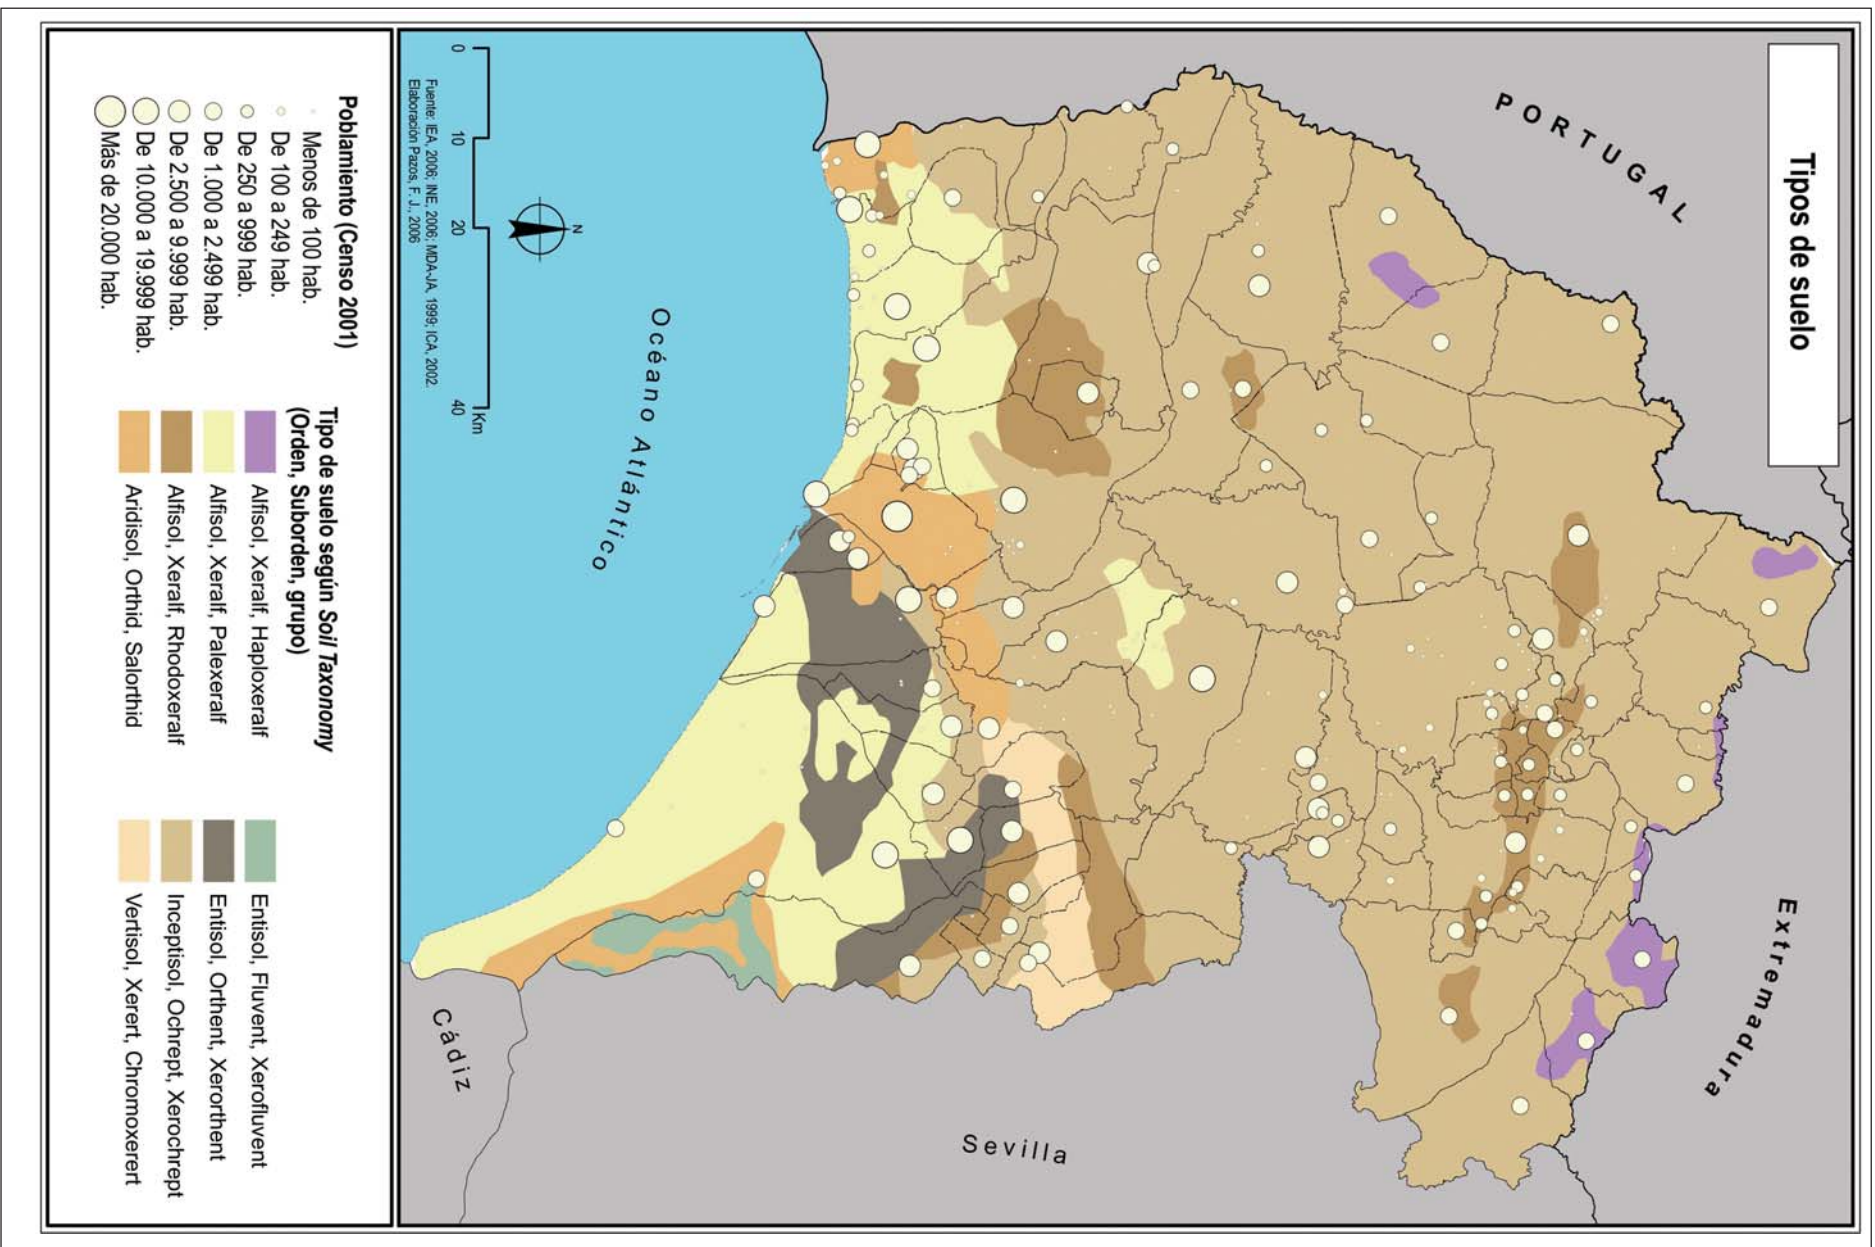 Tipos de suelo
PORTUGAL
Extremadura
Océano Atlántico
Sevilla
Cádiz
N
0
10
20
40
Km
Fuente: IEA, 2006; INE, 2006; MDA-JA, 1999; ICA, 2002.
Elaboración Pazos, F. J., 2006
Poblamiento (Censo 2001)
Menos de 100 hab.
De 100 a 249 hab.
De 250 a 999 hab.
De 1.000 a 2.499 hab.
De 2.500 a 9.999 hab.
De 10.000 a 19.999 hab.
Más de 20.000 hab.
Tipo de suelo según Soil Taxonomy
(Orden, Suborden, grupo)
Alfisol, Xeralf, Haploxeralf
Alfisol, Xeralf, Palexeralf
Alfisol, Xeralf, Rhodoxeralf
Aridisol, Orthid, Salorthid
Entisol, Fluvent, Xerofluvent
Entisol, Orthent, Xerorthent
Inceptisol, Ochrept, Xerochrept
Vertisol, Xerert, Chromoxerert